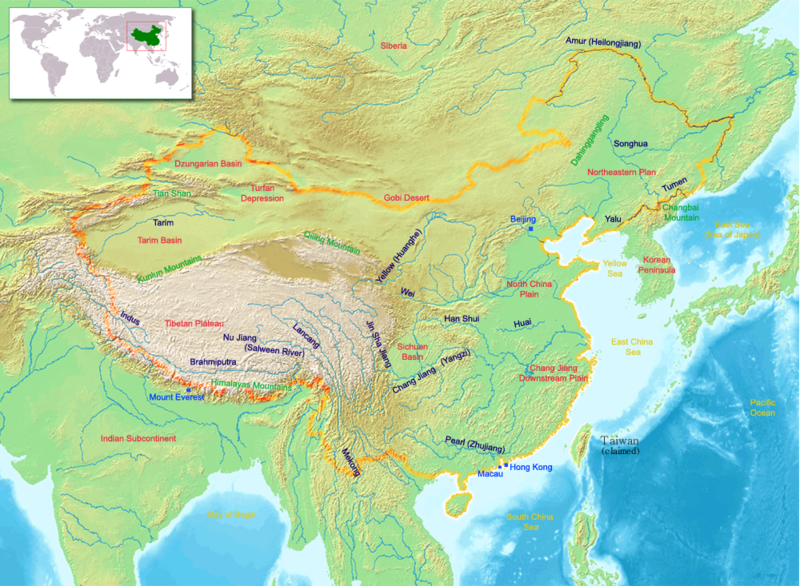 Siberia
Amur (Heilongjiang)
Dahingganling
Songhua
Dzungarian Basin
Northeastern Plan
Tian Shan
Turfan
Depression
Gobi Desert
Tumen
Changbai
Mountain
Tarim
Beijing
Yalu
East Sea
(Sea of Japan)
Tarim Basin
Qiling Mountain
Yellow (Huanghe)
Kunlun Mountains
Yellow
Sea
Korean
Peninsula
Wei
North China
Plain
Indus
Tibetan Plateau
Nu Jiang
(Salween River)
Lancang
Jin Sha Jiang
Han Shui
Huai
Sichuan
Basin
East China
Sea
Brahmiputra
Chang Jiang (Yangzi)
Chang Jiang
Downstream Plain
Himalayas Mountains
Mount Everest
Pacific
Ocean
Indian Subcontinent
Mekong
Pearl (Zhujiang)
Taiwan
(claimed)
Macau
Hong Kong
Bay of Bengal
South China
Sea